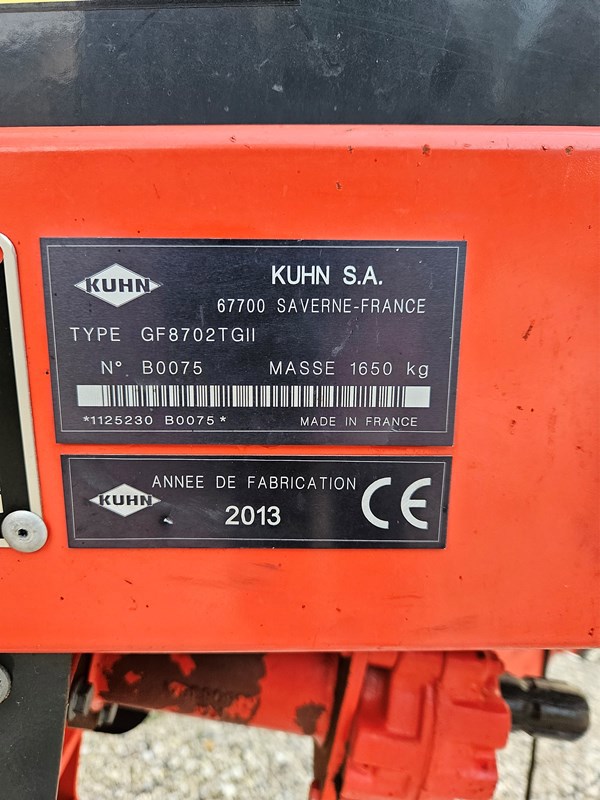 KUHN
KUHN S.A.
67700 SAVERNE-FRANCE
TYPE GF8702TGII
N° B0075 MASSE 1650 kg
*1125230 B0075*
MADE IN FRANCE
KUHN
ANNEE DE FABRICATION
2013
CE